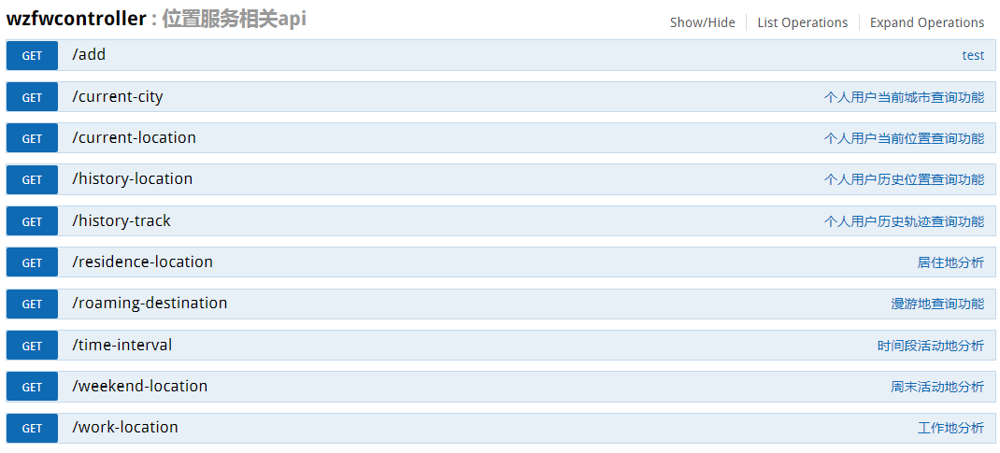 wzfwcontroller : 位置服务相关api Show/Hide List Operations Expand Operations
GET /add test
GET /current-city 个人用户当前城市查询功能
GET /current-location 个人用户当前位置查询功能
GET /history-location 个人用户历史位置查询功能
GET /history-track 个人用户历史轨迹查询功能
GET /residence-location 居住地分析
GET /roaming-destination 漫游地查询功能
GET /time-interval 时间段活动地分析
GET /weekend-location 周末活动地分析
GET /work-location 工作地分析